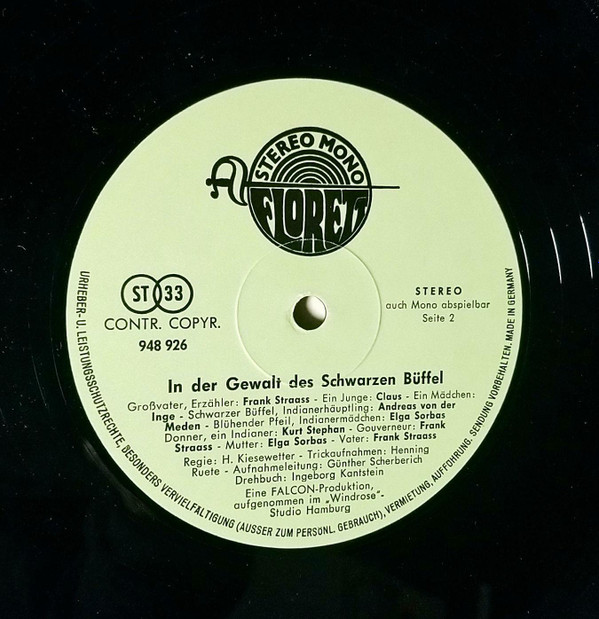 STEREO MONO
FLORETT
ST 33
CONTR. COPYR.
948 926
STEREO
auch Mono abspielbar
Seite 2
In der Gewalt des Schwarzen Büffel
Großvater, Erzähler: Frank Straass - Ein Junge: Claus - Ein Mädchen:
Inge - Schwarzer Büffel, Indianerhäuptling: Andreas von der
Meden - Blühender Pfeil, Indianermädchen: Elga Sorbas
Donner, ein Indianer: Kurt Stephan - Gouverneur: Frank
Straass - Mutter: Elga Sorbas - Vater: Frank Straass
Regie: H. Kiesewetter - Trickaufnahmen: Henning
Ruete - Aufnahmeleitung: Günther Scherberich
Drehbuch: Ingeborg Kantstein
Eine FALCON-Produktion,
aufgenommen im „Windrose"-
Studio Hamburg
URHEBER- U. LEISTUNGSSCHUTZRECHTE, BESONDERS VERVIELFÄLTIGUNG (AUSSER ZUM PERSÖNL. GEBRAUCH), VERMIETUNG, AUFFÜHRUNG, SENDUNG VORBEHALTEN. MADE IN GERMANY